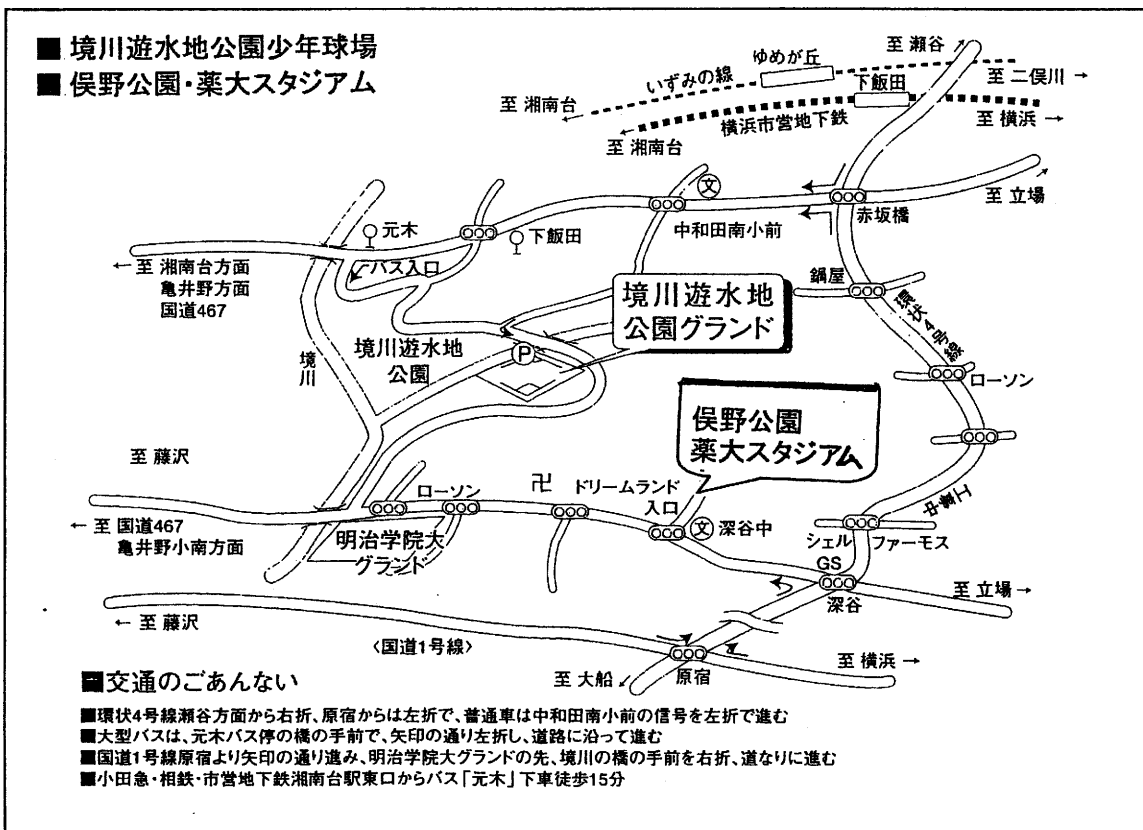 ■ 境川遊水地公園少年球場
■ 俣野公園・薬大スタジアム
至 瀬谷
ゆめが丘
いずみの線
至 二俣川 →
下飯田
至 湘南台
←
横浜市営地下鉄
至 横浜
→
至 湘南台
←
文
至 立場
赤坂橋
元木
下飯田
中和田南小前
← 至 湘南台方面
亀井野方面
国道467
バス入口
鍋屋
境川遊水地
公園グランド
環状4号線
境川
境川遊水地
公園
P
ローソン
俣野公園
薬大スタジアム
至 藤沢
卍
ローソン
ドリームランド
入口
文 深谷中
← 至 国道467
亀井野小南方面
明治学院大
グランド
シェル
GS
ファーモス
至 立場→
深谷
← 至 藤沢
〈国道1号線〉
至 横浜 →
至 大船
原宿
■交通のごあんない
■環状4号線瀬谷方面から右折、原宿からは左折で、普通車は中和田南小前の信号を左折で進む
■大型バスは、元木バス停の橋の手前で、矢印の通り左折し、道路に沿って進む
■国道1号線原宿より矢印の通り進み、明治学院大グランドの先、境川の橋の手前を右折、道なりに進む
■小田急・相鉄・市営地下鉄湘南台駅東口からバス「元木」下車徒歩15分